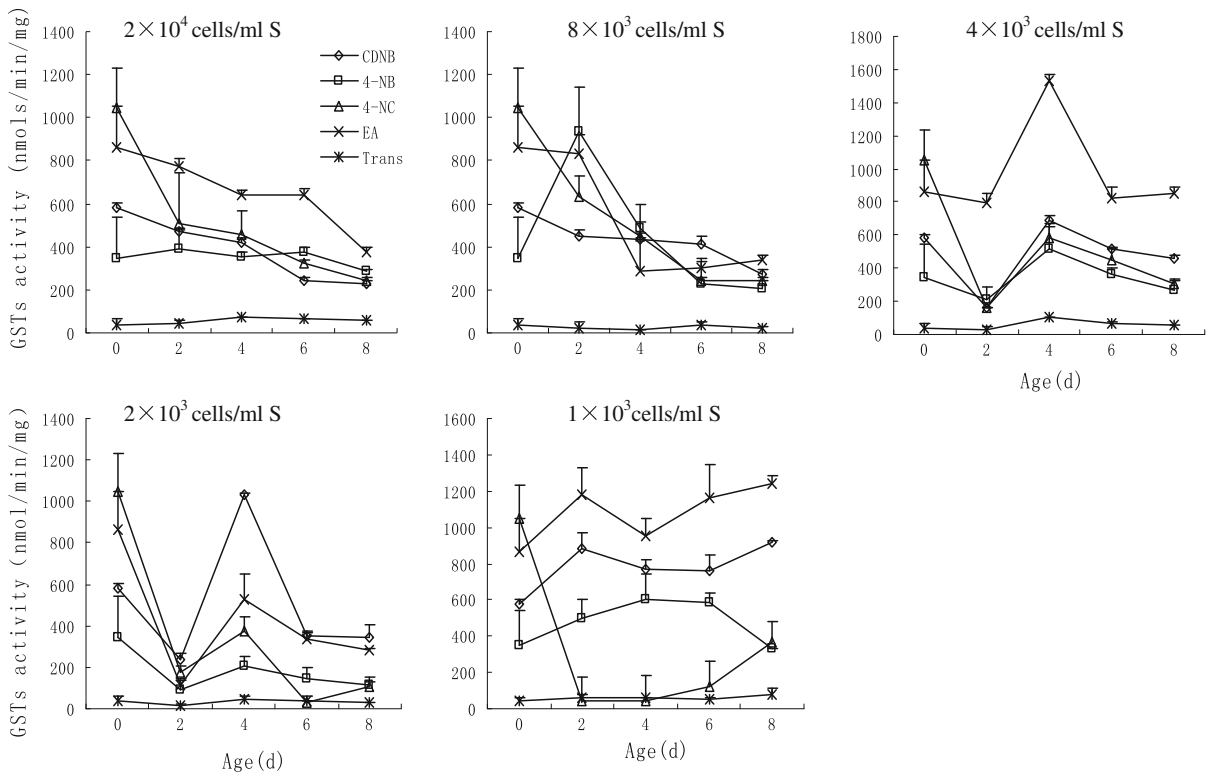 2×10⁴ cells/ml S
GSTs activity (nmols/min/mg)
1400
1200
1000
800
600
400
200
0
0 2 4 6 8
CDNB
4-NB
4-NC
EA
Trans
8×10³ cells/ml S
1400
1200
1000
800
600
400
200
0
0 2 4 6 8
4×10³ cells/ml S
1800
1600
1400
1200
1000
800
600
400
200
0
0 2 4 6 8
Age(d)
2×10³ cells/ml S
GSTs activity (nmol/min/mg)
1400
1200
1000
800
600
400
200
0
0 2 4 6 8
Age(d)
1×10³ cells/ml S
1600
1400
1200
1000
800
600
400
200
0
0 2 4 6 8
Age(d)